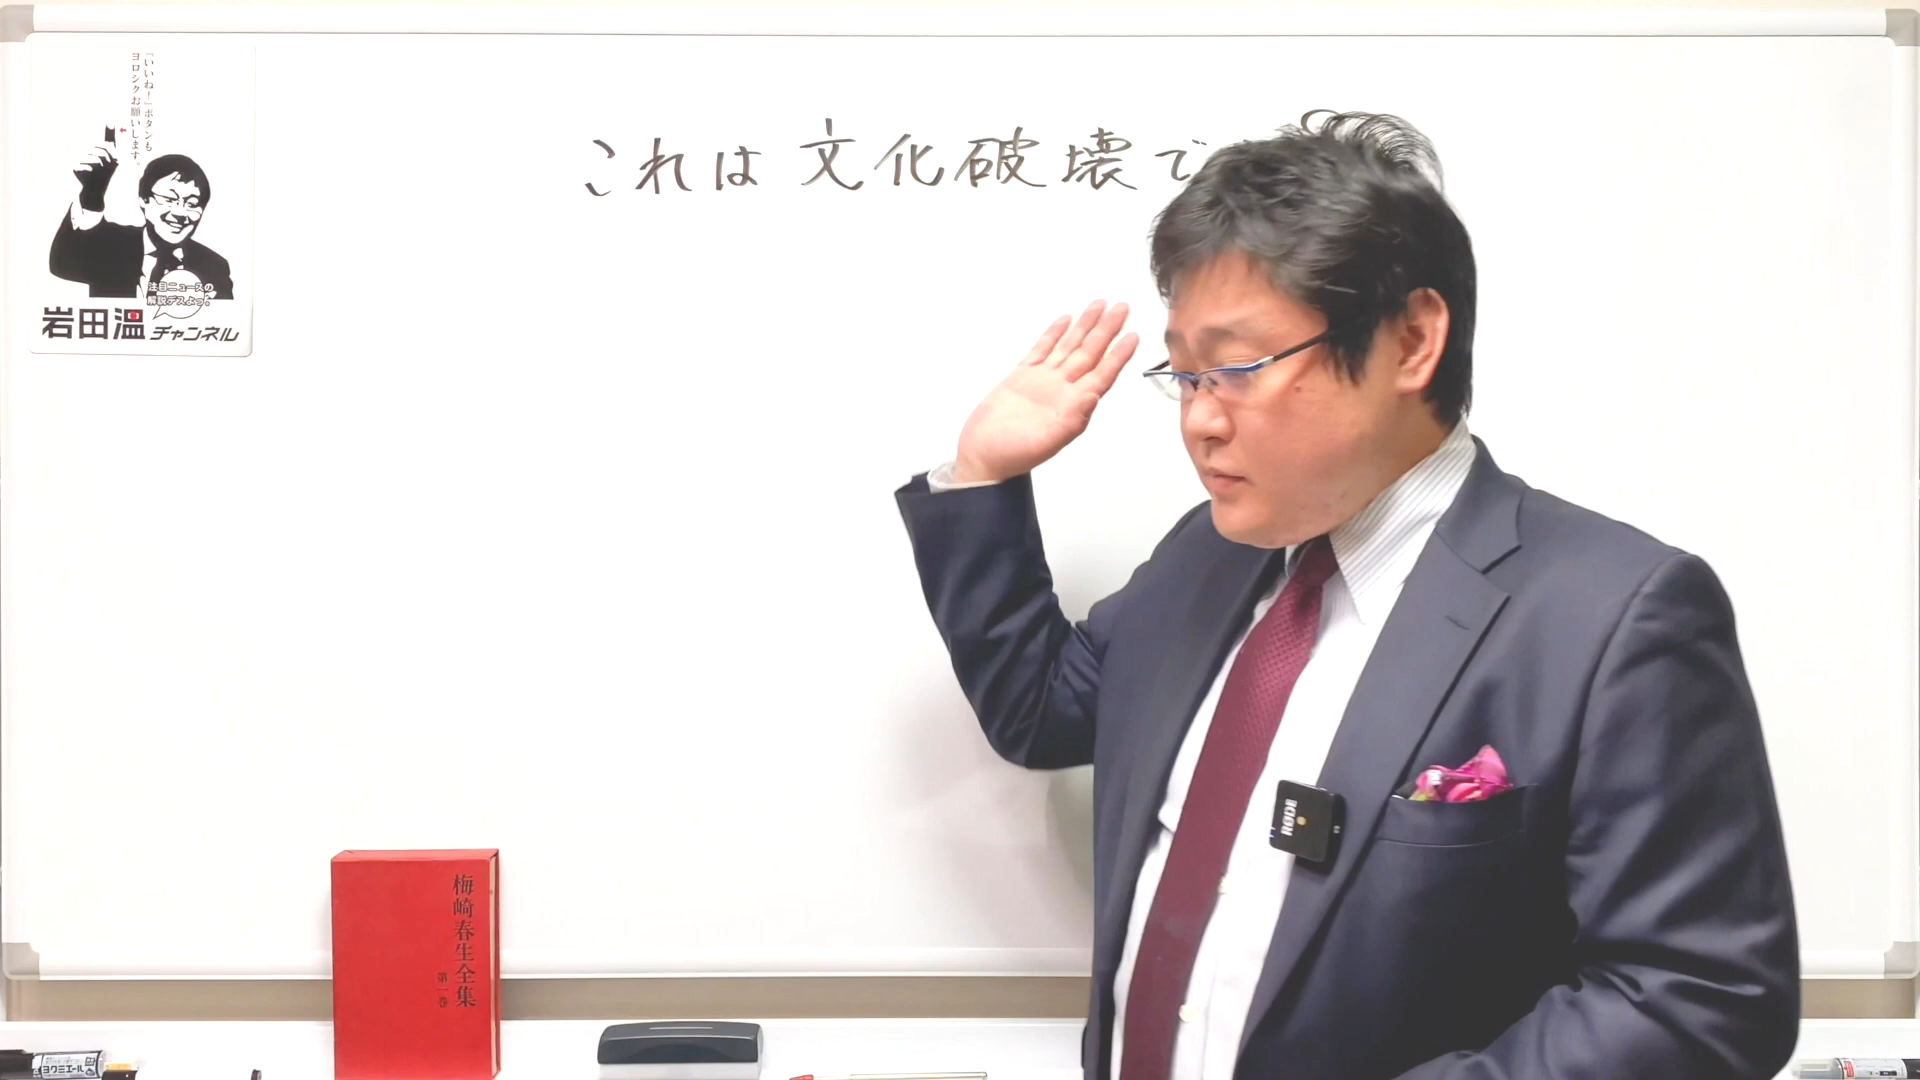 「いいね!」ボタンも
ヨロシクお願いします。
注目ニュースの
解説デスよっ。
岩田温チャンネル
これは文化破壊で
RØDE
梅崎春生全集
第一巻
ヨクミエール